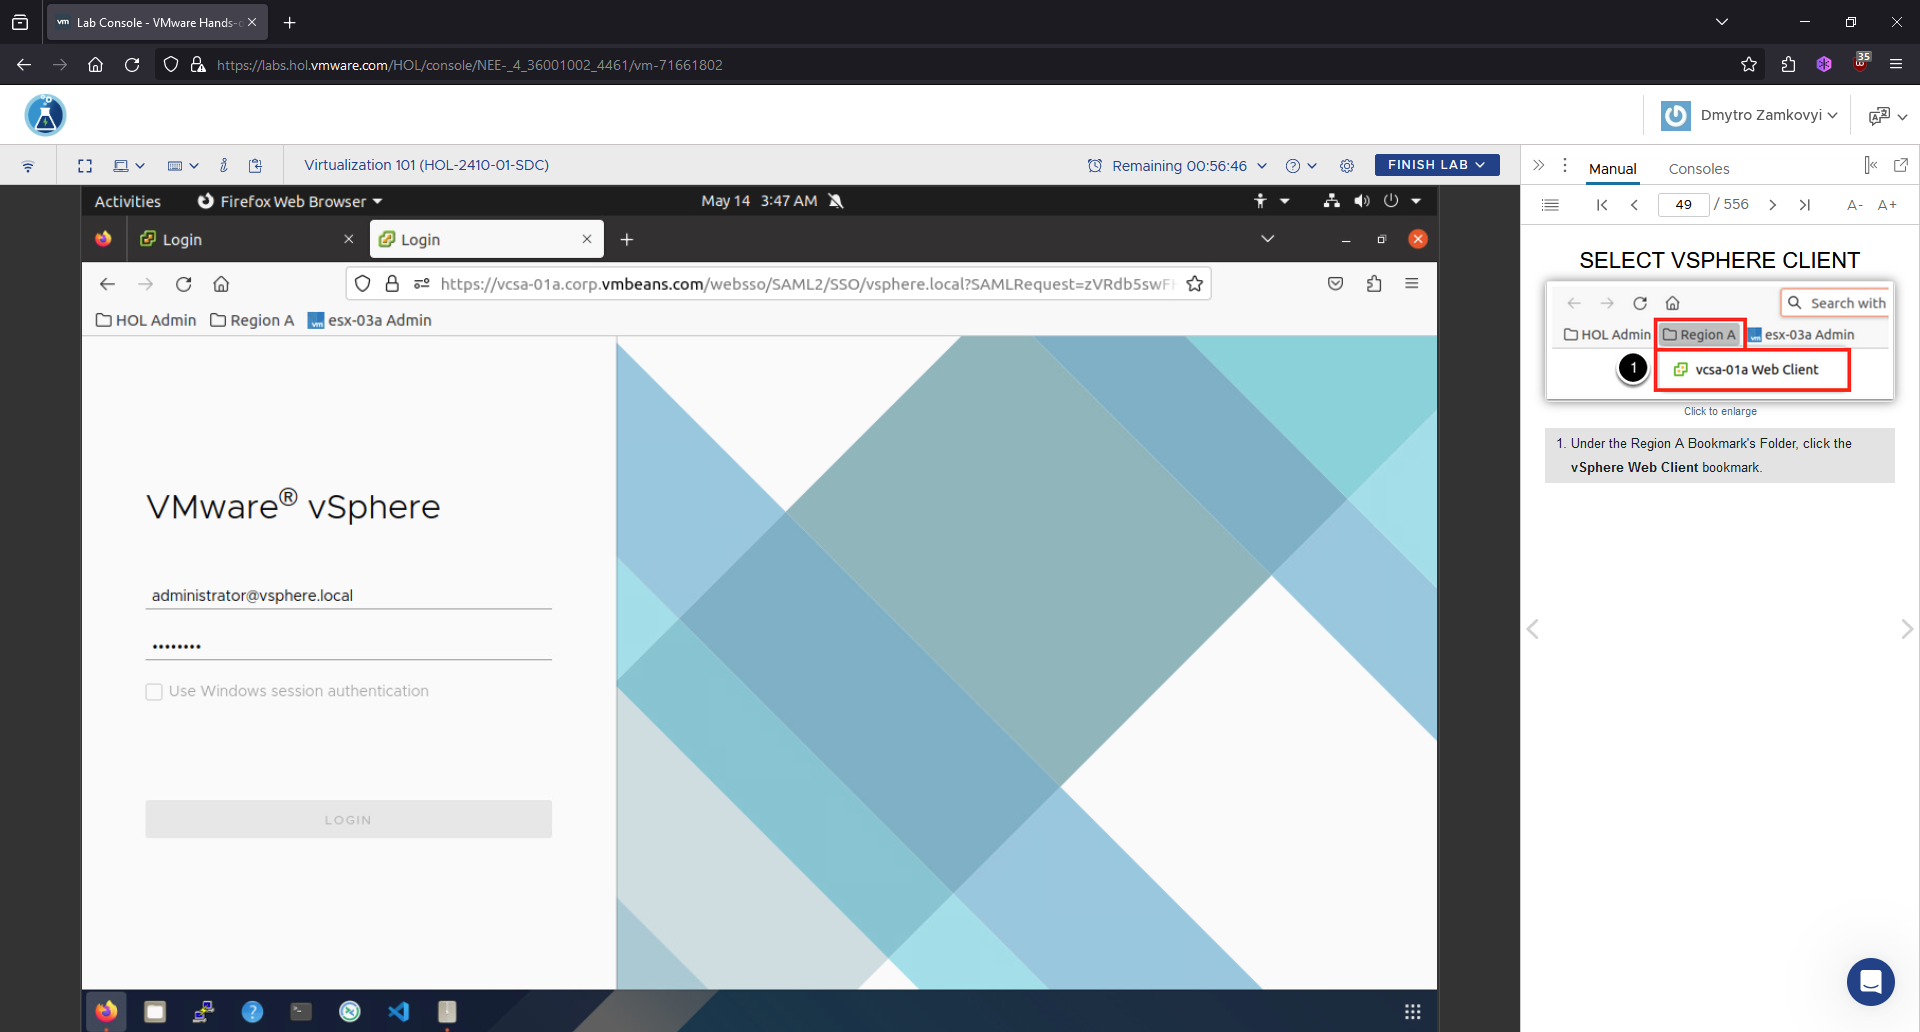 vm Lab Console - VMware Hands-o
https://labs.hol.vmware.com/HOL/console/NEE-_4_36001002_4461/vm-71661802
35
Dmytro Zamkovyi
Virtualization 101 (HOL-2410-01-SDC)
Remaining 00:56:46
FINISH LAB
Manual
Consoles
Activities
Firefox Web Browser
May 14 3:47 AM
49 / 556
A-
A+
Login
Login
https://vcsa-01a.corp.vmbeans.com/websso/SAML2/SSO/vsphere.local?SAMLRequest=zVRdb5swF
HOL Admin
Region A
vm esx-03a Admin
SELECT VSPHERE CLIENT
Search with
HOL Admin
Region A
vm esx-03a Admin
1
vcsa-01a Web Client
Click to enlarge
1. Under the Region A Bookmark's Folder, click the
vSphere Web Client bookmark.
VMware® vSphere
administrator@vsphere.local
••••••••
Use Windows session authentication
LOGIN